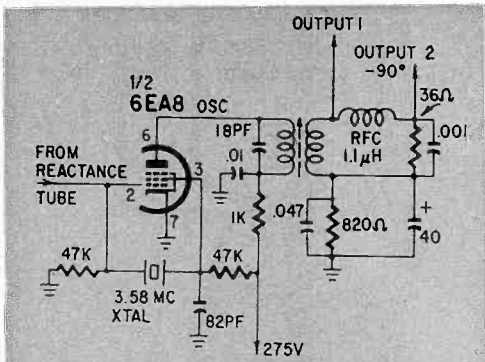 OUTPUT 1
OUTPUT 2
-90°
1/2
6EA8 OSC
36Ω
6
18PF
.001
FROM
REACTANCE
TUBE
3
.01
RFC
1.1µH
2
7
1K
.047
820Ω
+
40
47K
47K
3.58 MC
XTAL
82PF
275V